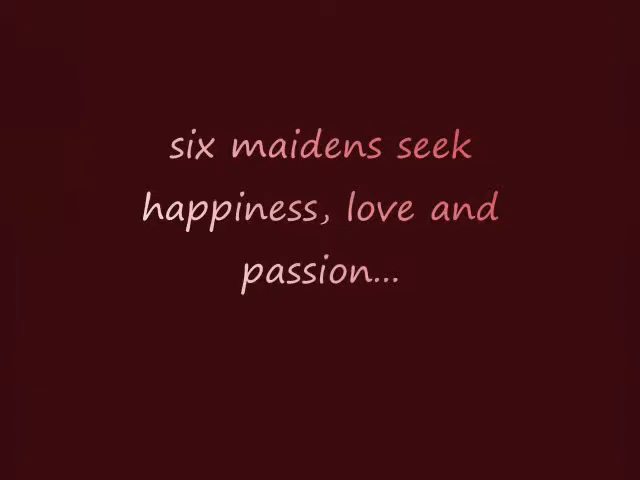 six maidens seek
happiness, love and
passion...